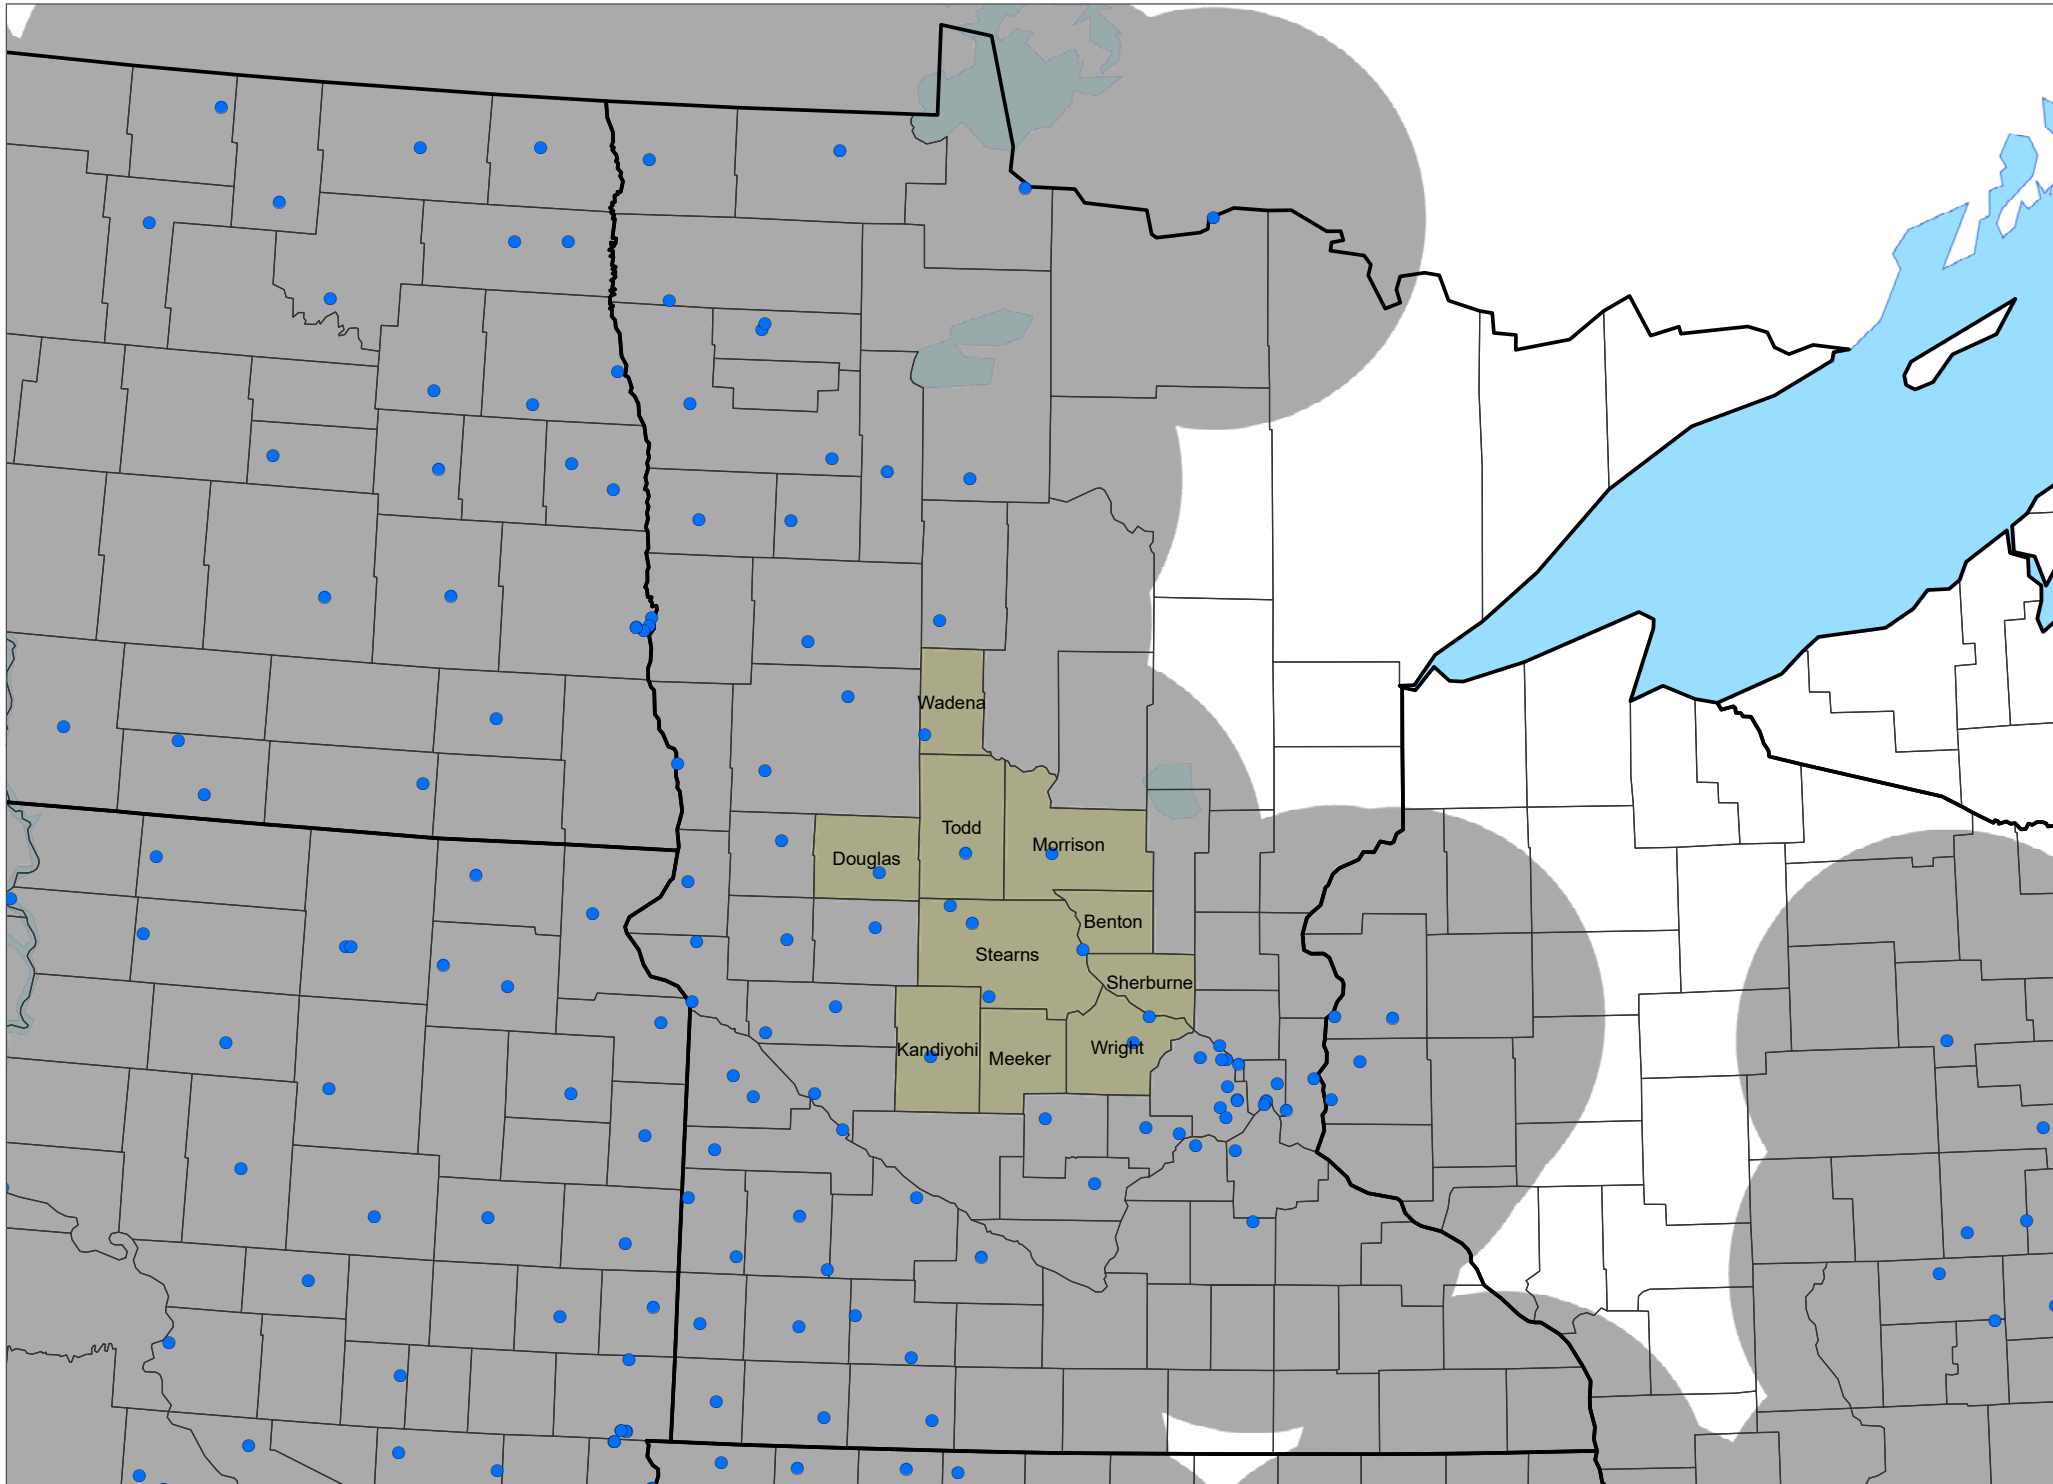 Wadena
Todd
Morrison
Douglas
Benton
Stearns
Sherburne
Kandiyohi
Meeker
Wright